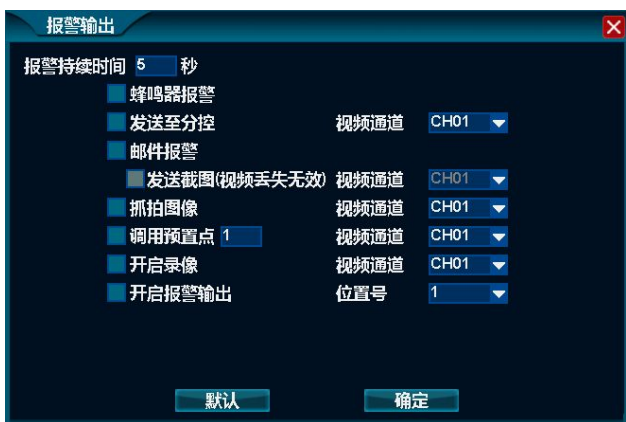 报警输出
报警持续时间 5 秒
蜂鸣器报警
发送至分控 视频通道 CH01
邮件报警
发送截图(视频丢失无效) 视频通道 CH01
抓拍图像 视频通道 CH01
调用预置点 1 视频通道 CH01
开启录像 视频通道 CH01
开启报警输出 位置号 1
默认 确定